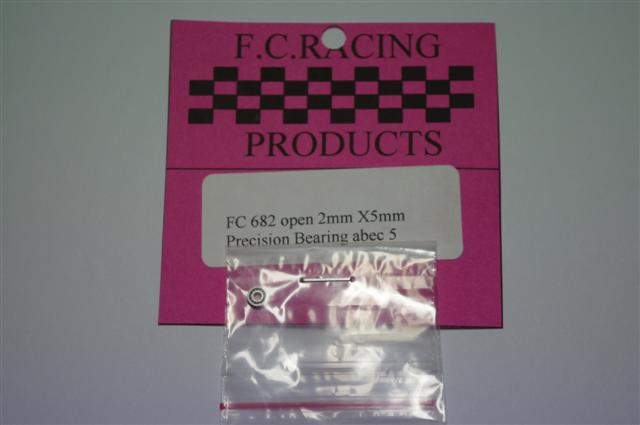 F.C.RACING
PRODUCTS
FC 682 open 2mm X5mm
Precision Bearing abec 5